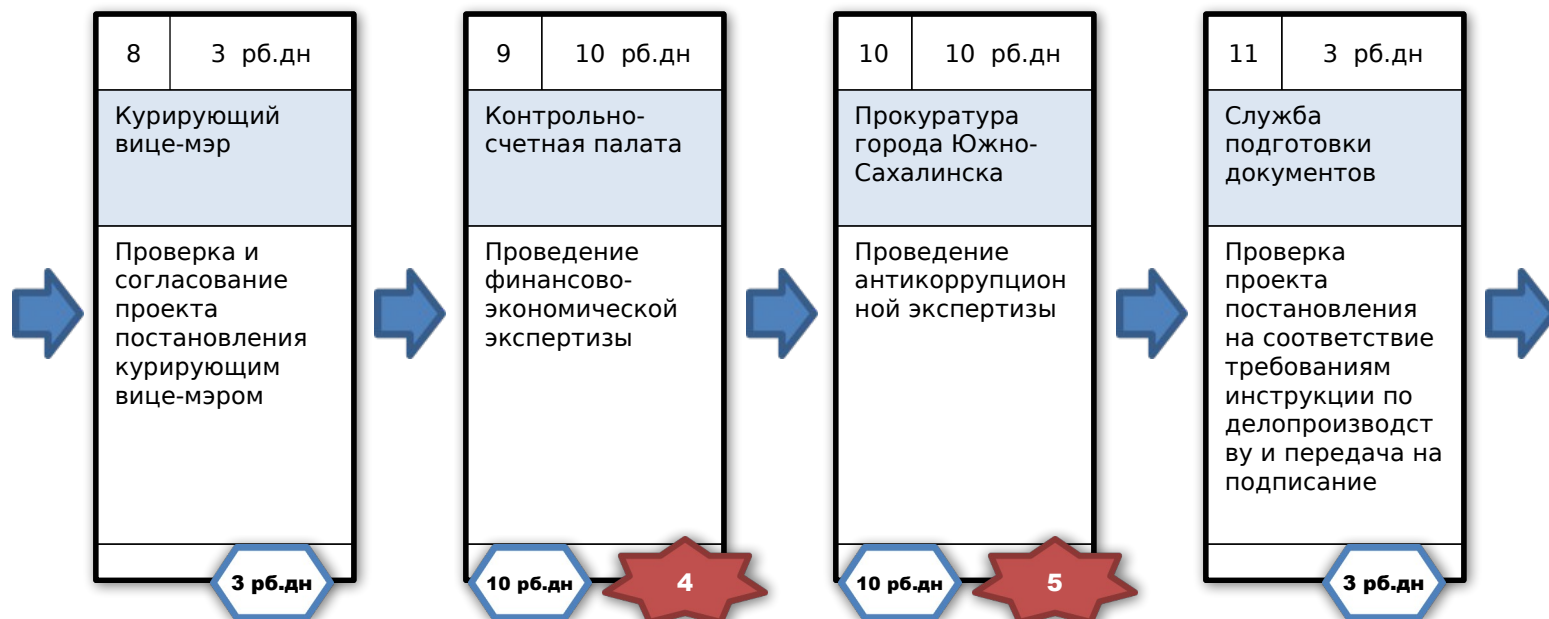 8
3 рб.дн
Курирующий
вице-мэр
Проверка и
согласование
проекта
постановления
курирующим
вице-мэром
3 рб.дн
9
10 рб.дн
Контрольно-
счетная палата
Проведение
финансово-
экономической
экспертизы
10 рб.дн
4
10
10 рб.дн
Прокуратура
города Южно-
Сахалинска
Проведение
антикоррупцион
ной экспертизы
10 рб.дн
5
11
3 рб.дн
Служба
подготовки
документов
Проверка
проекта
постановления
на соответствие
требованиям
инструкции по
делопроизводст
ву и передача на
подписание
3 рб.дн